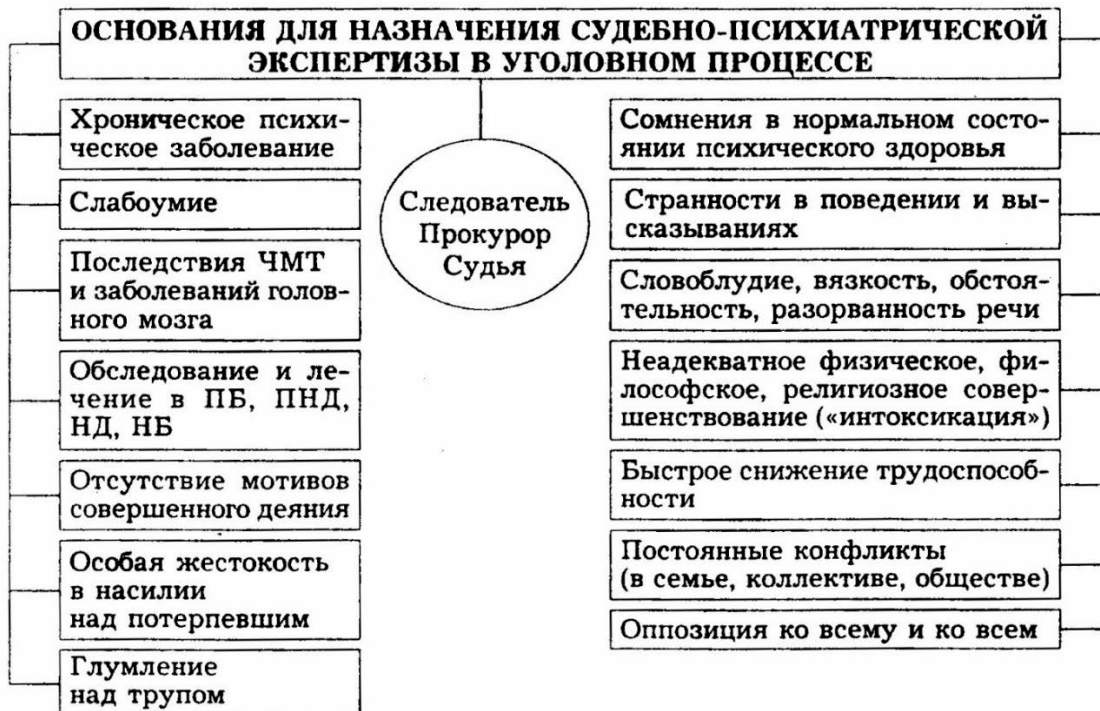 ОСНОВАНИЯ ДЛЯ НАЗНАЧЕНИЯ СУДЕБНО-ПСИХИАТРИЧЕСКОЙ
ЭКСПЕРТИЗЫ В УГОЛОВНОМ ПРОЦЕССЕ
Хроническое психи-
ческое заболевание
Слабоумие
Последствия ЧМТ
и заболеваний голов-
ного мозга
Обследование и ле-
чение в ПБ, ПНД,
НД, НБ
Отсутствие мотивов
совершенного деяния
Особая жестокость
в насилии
над потерпевшим
Глумление
над трупом
Следователь
Прокурор
Судья
Сомнения в нормальном состо-
янии психического здоровья
Странности в поведении и вы-
сказываниях
Словоблудие, вязкость, обстоя-
тельность, разорванность речи
Неадекватное физическое, фи-
лософское, религиозное совер-
шенствование («интоксикация»)
Быстрое снижение трудоспособ-
ности
Постоянные конфликты
(в семье, коллективе, обществе)
Оппозиция ко всему и ко всем